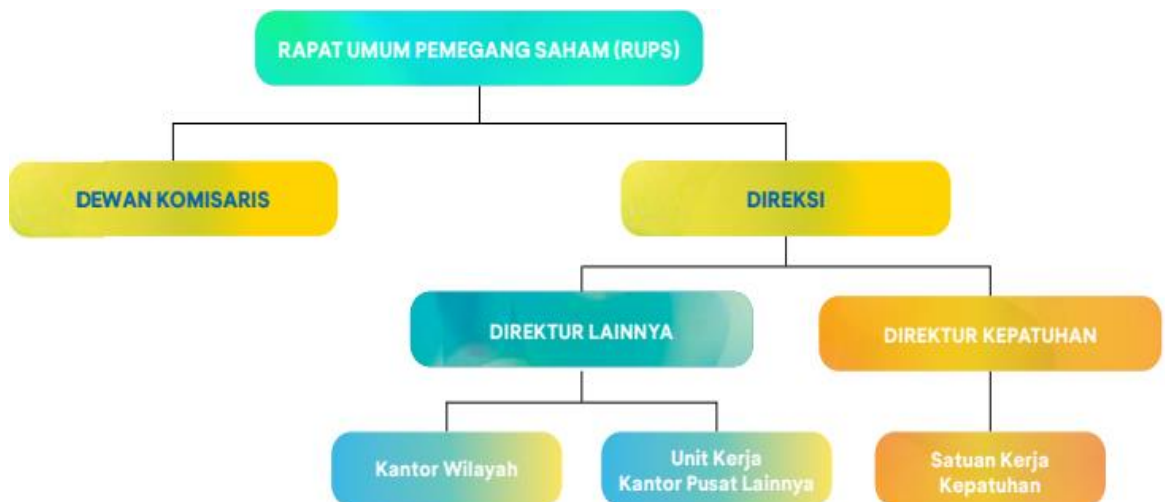 RAPAT UMUM PEMEGANG SAHAM (RUPS)
DEWAN KOMISARIS
DIREKSI
DIREKTUR LAINNYA
DIREKTUR KEPATUHAN
Kantor Wilayah
Unit Kerja
Kantor Pusat Lainnya
Satuan Kerja
Kepatuhan